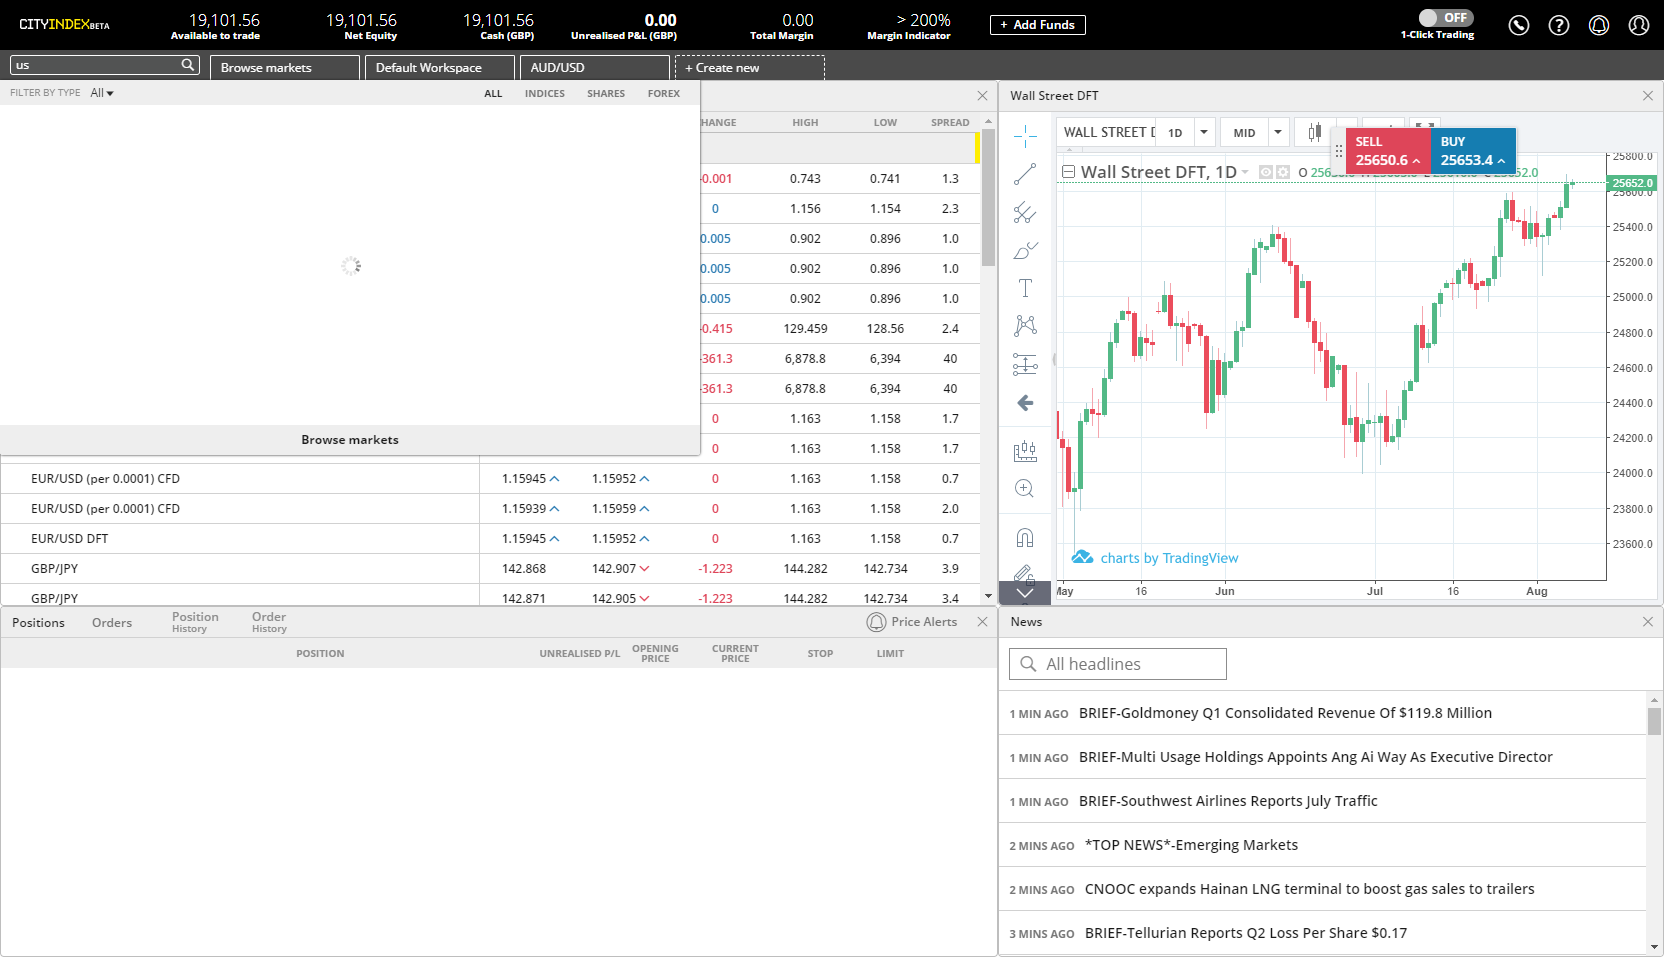 CITYINDEXBETA
19,101.56 19,101.56 19,101.56 0.00 0.00 > 200%
Available to trade Net Equity Cash (GBP) Unrealised P&L (GBP) Total Margin Margin Indicator
+ Add Funds
OFF
1-Click Trading
us
Browse markets
Default Workspace
AUD/USD
+ Create new
FILTER BY TYPE All
ALL INDICES SHARES FOREX
HANGE HIGH LOW SPREAD
-0.001 0.743 0.741 1.3
0 1.156 1.154 2.3
0.005 0.902 0.896 1.0
0.005 0.902 0.896 1.0
0.005 0.902 0.896 1.0
-0.415 129.459 128.56 2.4
-361.3 6,878.8 6,394 40
-361.3 6,878.8 6,394 40
0 1.163 1.158 1.7
Browse markets
0 1.163 1.158 1.7
EUR/USD (per 0.0001) CFD 1.15945 1.15952 0 1.163 1.158 0.7
EUR/USD (per 0.0001) CFD 1.15939 1.15959 0 1.163 1.158 2.0
EUR/USD DFT 1.15945 1.15952 0 1.163 1.158 0.7
GBP/JPY 142.868 142.907 -1.223 144.282 142.734 3.9
GBP/JPY 142.871 142.905 -1.223 144.282 142.734 3.4
Wall Street DFT
WALL STREET D 1D MID
SELL
25650.6
BUY
25653.4
Wall Street DFT, 1D O
25652.0
25800.0
25600.0
25400.0
25200.0
25000.0
24800.0
24600.0
24400.0
24200.0
24000.0
23800.0
23600.0
charts by TradingView
May 16 Jun Jul 16 Aug
Positions Orders Position History Order History
Price Alerts
POSITION UNREALISED P/L OPENING PRICE CURRENT PRICE STOP LIMIT
News
All headlines
1 MIN AGO BRIEF-Goldmoney Q1 Consolidated Revenue Of $119.8 Million
1 MIN AGO BRIEF-Multi Usage Holdings Appoints Ang Ai Way As Executive Director
1 MIN AGO BRIEF-Southwest Airlines Reports July Traffic
2 MINS AGO *TOP NEWS*-Emerging Markets
2 MINS AGO CNOOC expands Hainan LNG terminal to boost gas sales to trailers
3 MINS AGO BRIEF-Tellurian Reports Q2 Loss Per Share $0.17